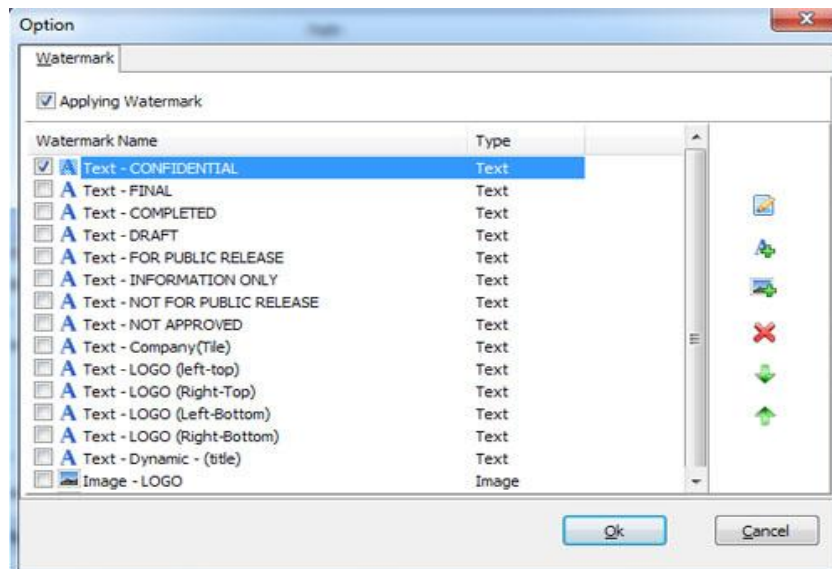 Option
Watermark
Applying Watermark
Watermark Name Type
Text - CONFIDENTIAL Text
Text - FINAL Text
Text - COMPLETED Text
Text - DRAFT Text
Text - FOR PUBLIC RELEASE Text
Text - INFORMATION ONLY Text
Text - NOT FOR PUBLIC RELEASE Text
Text - NOT APPROVED Text
Text - Company(Tile) Text
Text - LOGO (left-top) Text
Text - LOGO (Right-Top) Text
Text - LOGO (Left-Bottom) Text
Text - LOGO (Right-Bottom) Text
Text - Dynamic - (title) Text
Image - LOGO Image
Ok Cancel